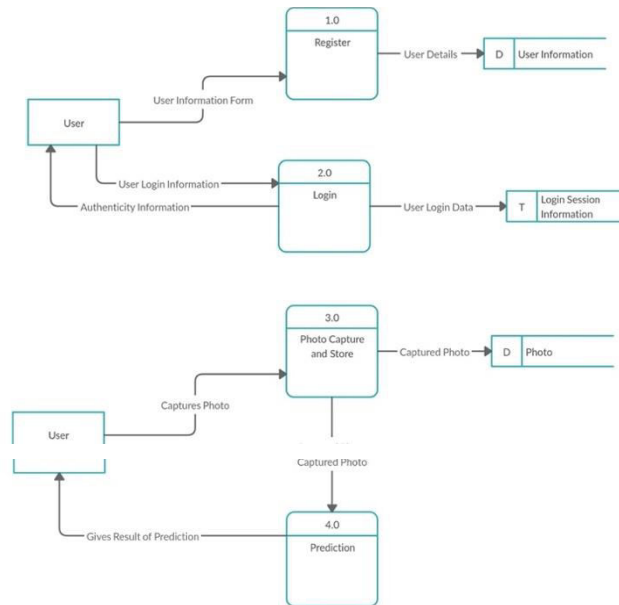 1.0
Register
User Details
D
User Information
User Information Form
User
2.0
Login
User Login Information
Authenticity Information
User Login Data
T
Login Session
Information
3.0
Photo Capture
and Store
Captured Photo
D
Photo
Captures Photo
User
Captured Photo
4.0
Prediction
Gives Result of Prediction